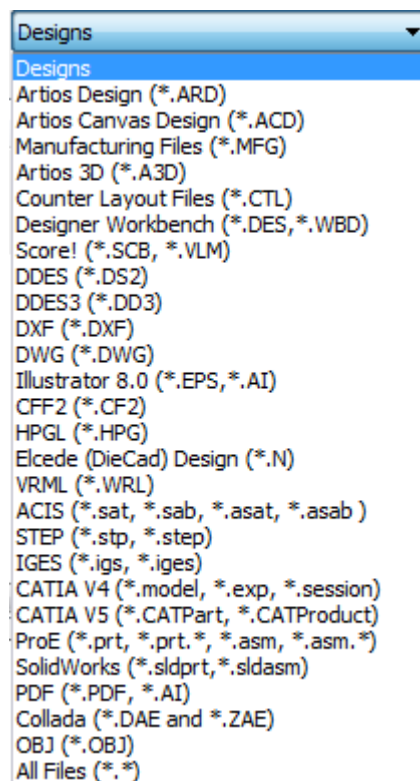 Designs
Designs
Artios Design (*.ARD)
Artios Canvas Design (*.ACD)
Manufacturing Files (*.MFG)
Artios 3D (*.A3D)
Counter Layout Files (*.CTL)
Designer Workbench (*.DES,*.WBD)
Score! (*.SCB, *.VLM)
DDES (*.DS2)
DDES3 (*.DD3)
DXF (*.DXF)
DWG (*.DWG)
Illustrator 8.0 (*.EPS,*.AI)
CFF2 (*.CF2)
HPGL (*.HPG)
Elcede (DieCad) Design (*.N)
VRML (*.WRL)
ACIS (*.sat, *.sab, *.asat, *.asab )
STEP (*.stp, *.step)
IGES (*.igs, *.iges)
CATIA V4 (*.model, *.exp, *.session)
CATIA V5 (*.CATPart, *.CATProduct)
ProE (*.prt, *.prt.*, *.asm, *.asm.*)
SolidWorks (*.sldprt,*.sldasm)
PDF (*.PDF, *.AI)
Collada (*.DAE and *.ZAE)
OBJ (*.OBJ)
All Files (*.*)